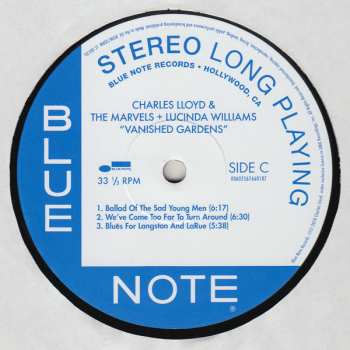 STEREO LONG PLAYING
BLUE NOTE RECORDS • HOLLYWOOD, CA
CHARLES LLOYD &
THE MARVELS + LUCINDA WILLIAMS
"VANISHED GARDENS"
BLUE NOTE
33 ⅓ RPM
SIDE C
1. Ballad Of The Sad Young Men (6:17)
2. We've Come Too Far To Turn Around (6:30)
3. Blues For Langston And LaRue (5:38)
BLUE
NOTE®